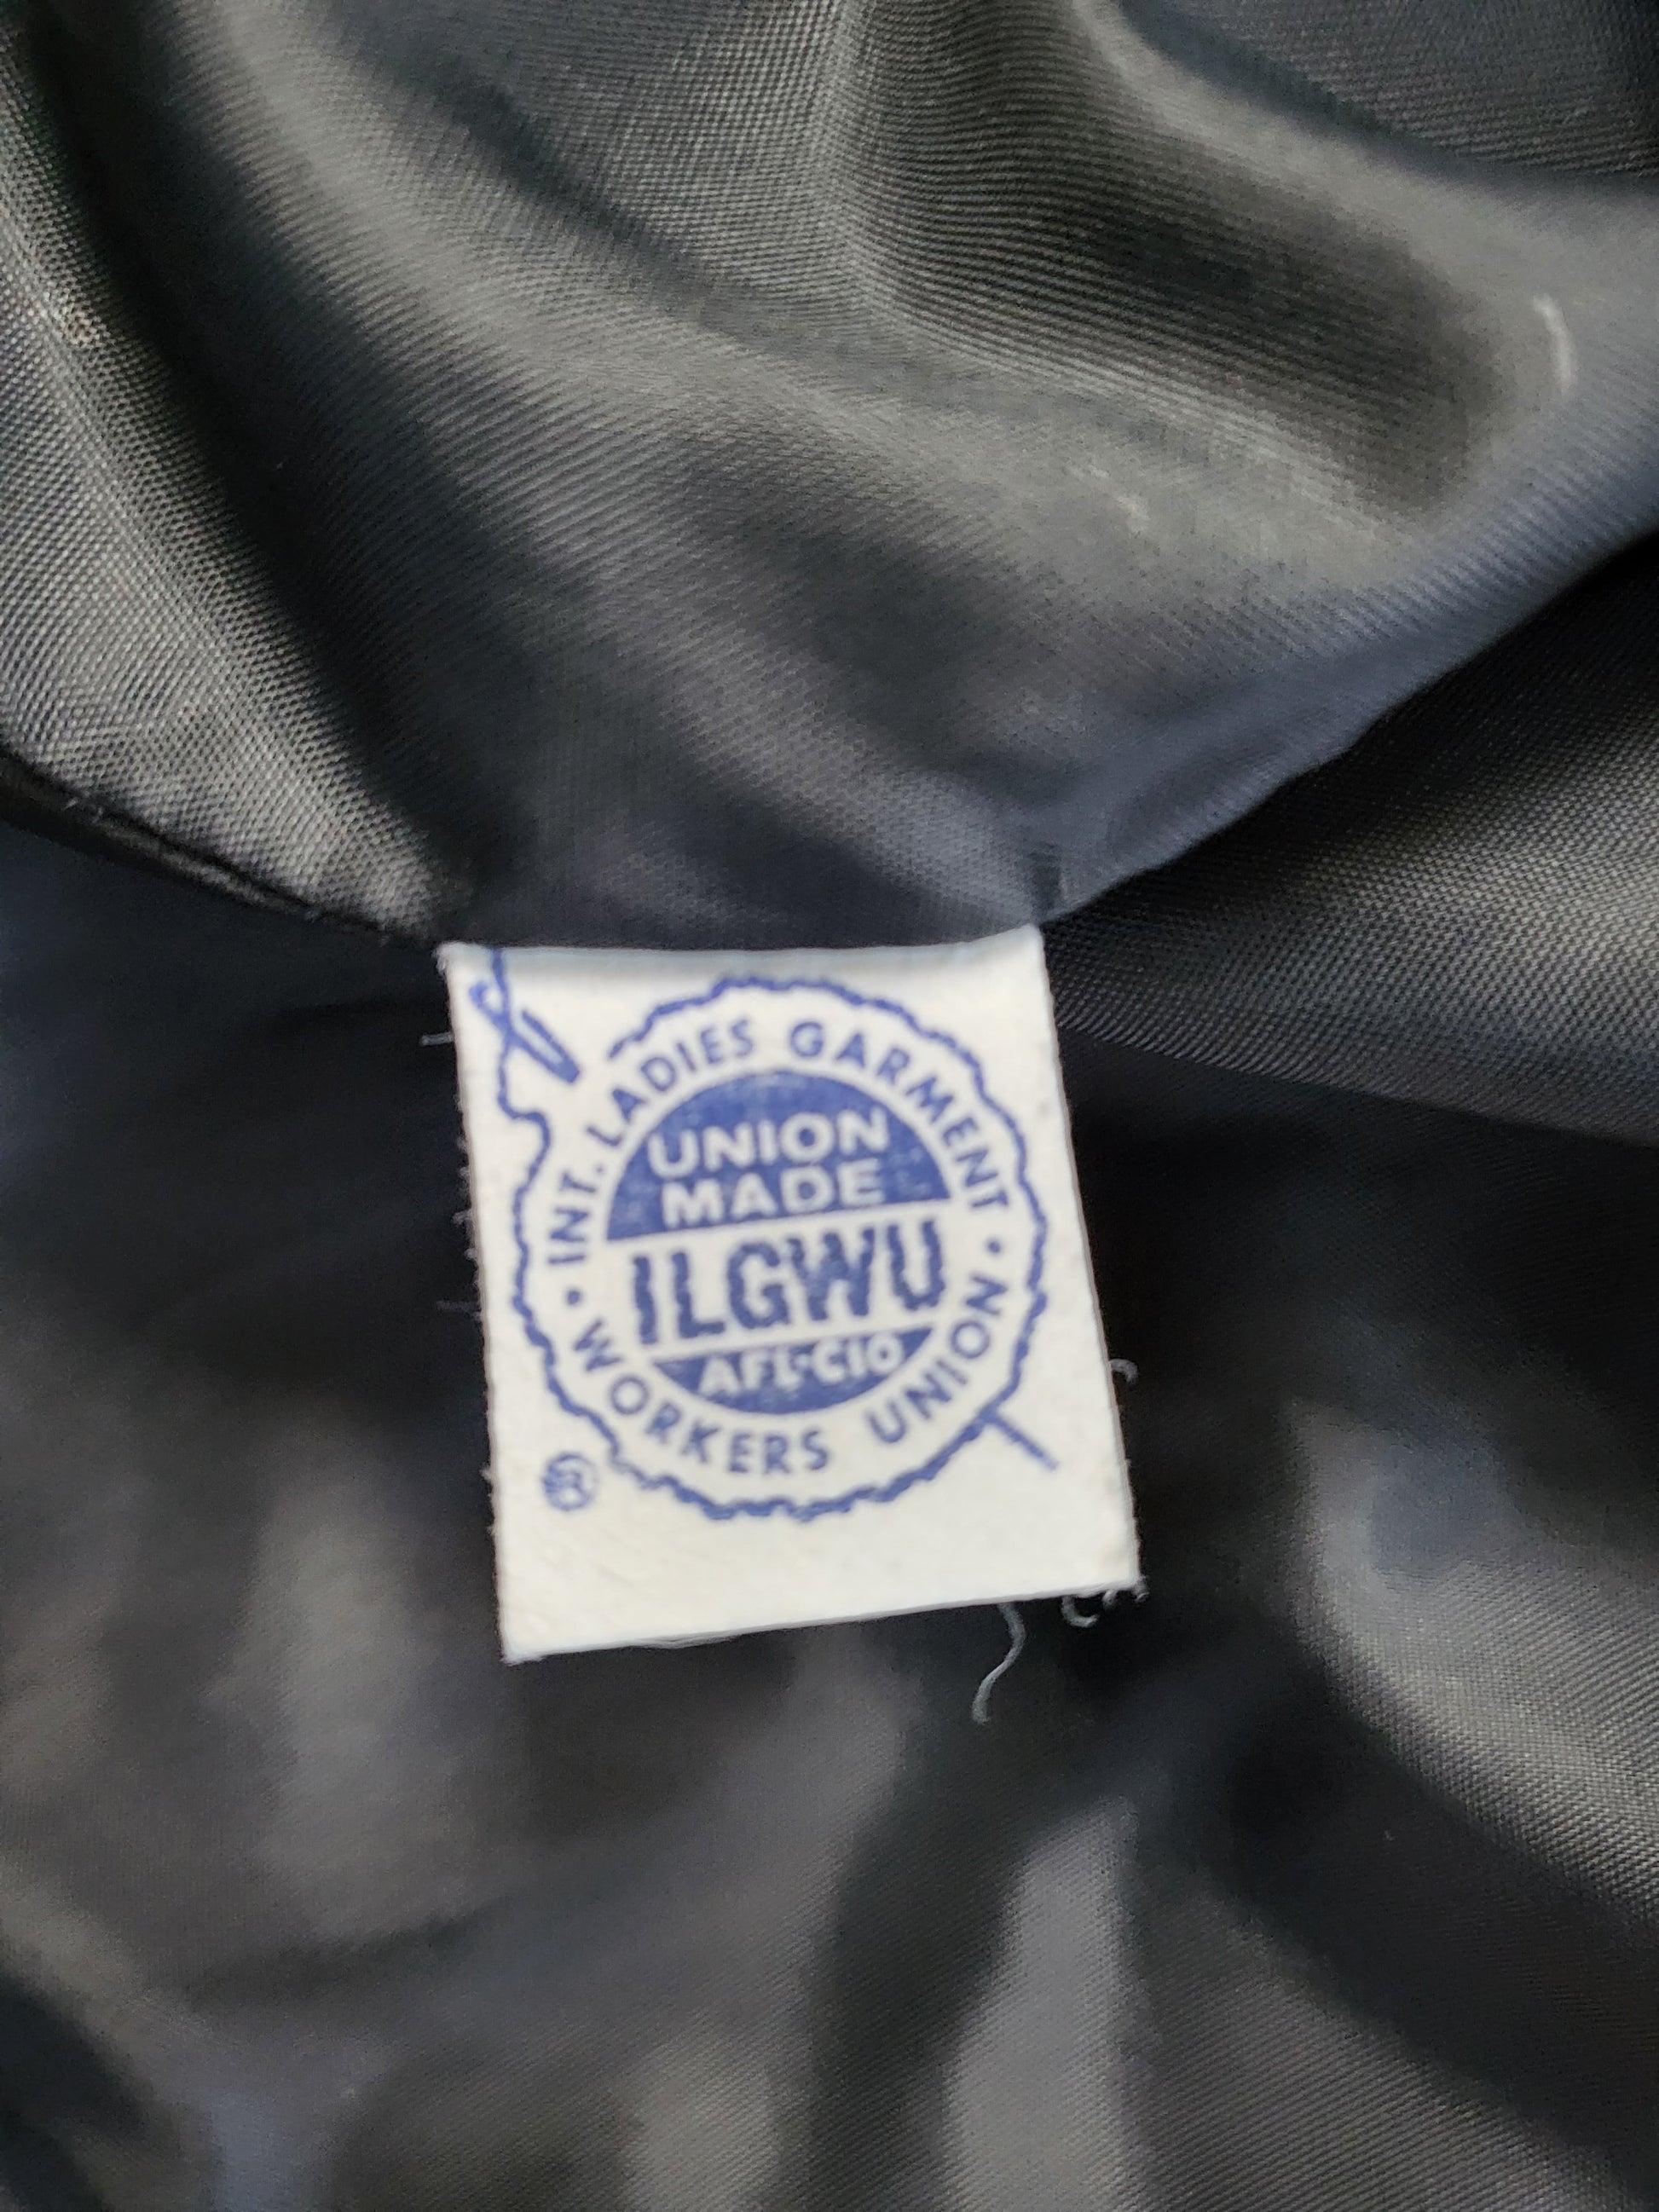 INT. LADIES GARMENT
UNION
MADE
ILGWU
AFL-CIO
WORKERS UNION
®